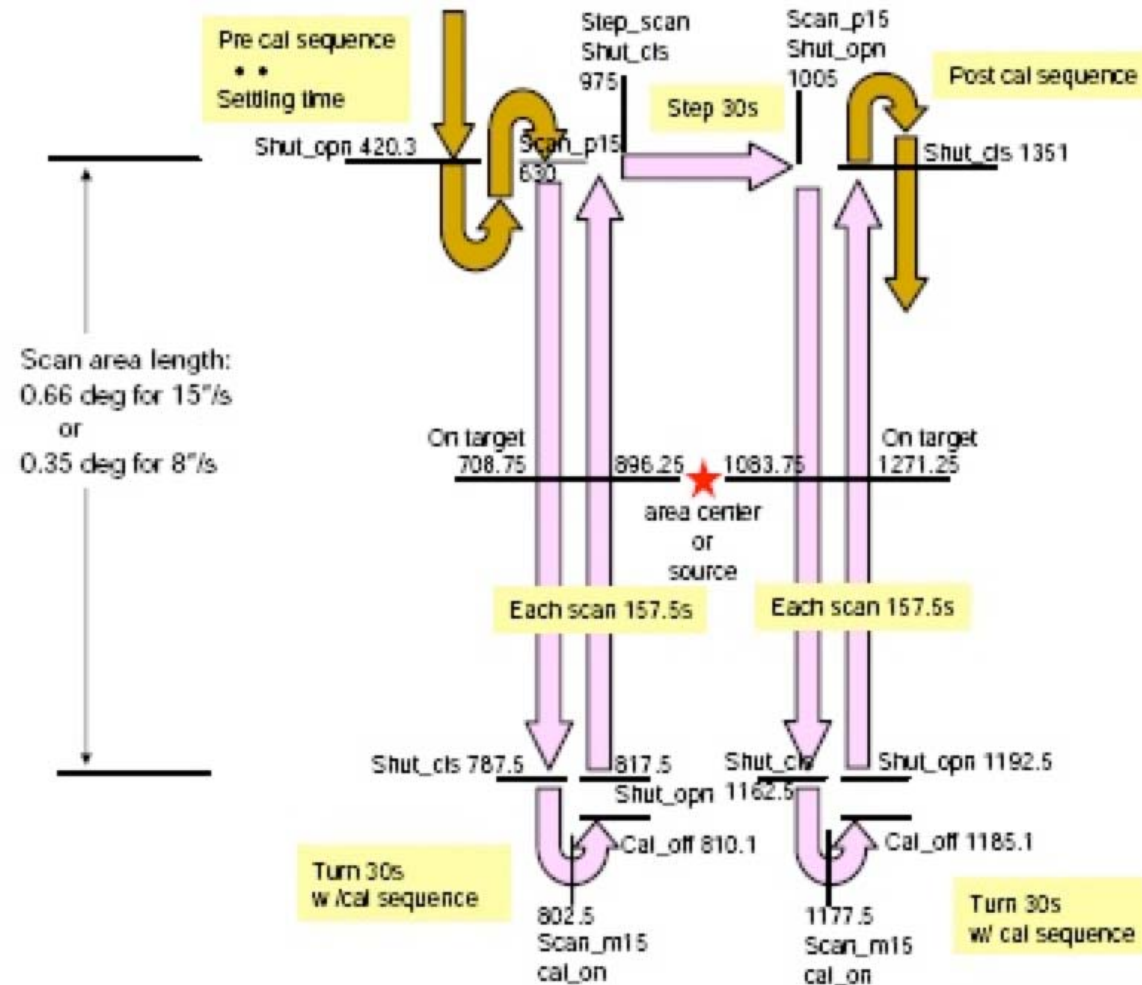 Pre cal sequence
• •
Settling time
Step_scan
Shut_cls
975
Scan_p15
Shut_opn
1005
Step 30s
Post cal sequence
Shut_opn 420.3
Scan_p15
630
Shut_cls 1351
Scan area length:
0.66 deg for 15"/s
or
0.35 deg for 8"/s
On target
708.75
896.25
1083.75
On target
1271.25
area center
or
source
Each scan 157.5s
Each scan 157.5s
Shut_cls 787.5
817.5
Shut_opn
Shut_cls
1162.5
Shut_opn 1192.5
Cal_off 810.1
Cal_off 1185.1
Turn 30s
w/cal sequence
802.5
Scan_m15
cal_on
1177.5
Scan_m15
cal_on
Turn 30s
w/ cal sequence